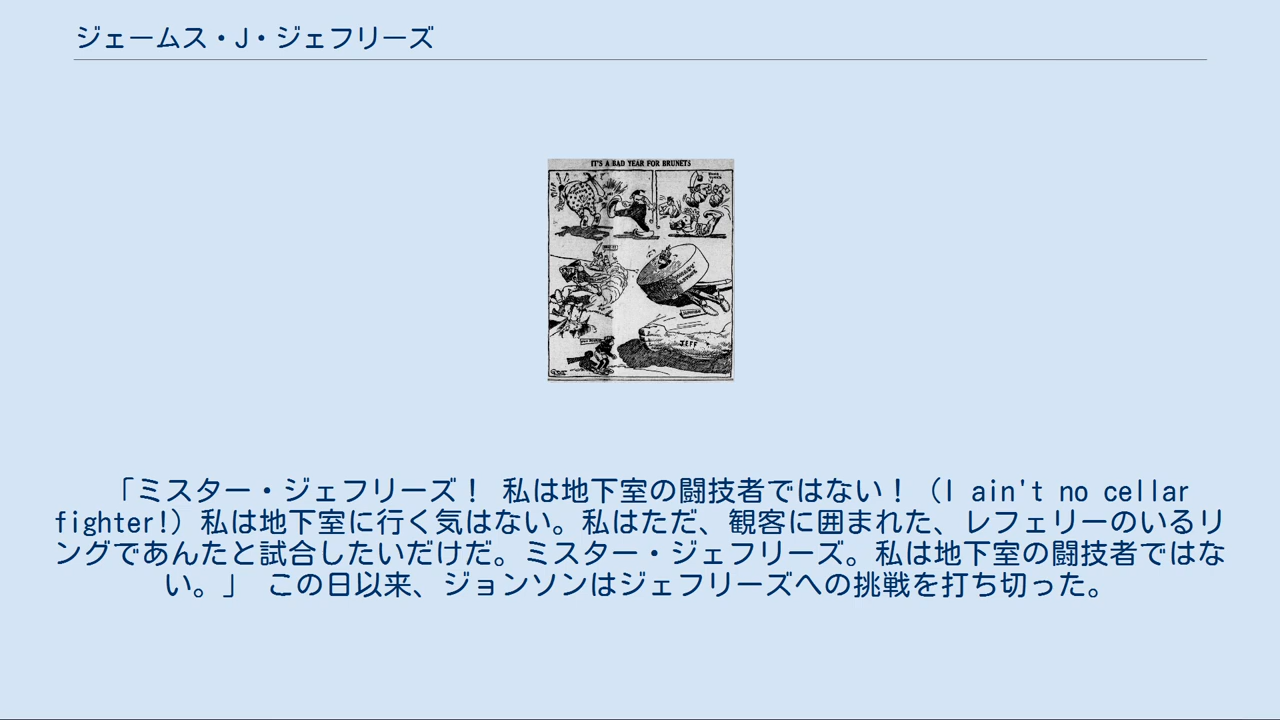 ジェームス・J・ジェフリーズ
IT'S A BAD YEAR FOR BRUNETS
JEFF
「ミスター・ジェフリーズ！ 私は地下室の闘技者ではない！（I ain't no cellar
fighter!）私は地下室に行く気はない。私はただ、観客に囲まれた、レフェリーのいるリ
ングであんたと試合したいだけだ。ミスター・ジェフリーズ。私は地下室の闘技者ではな
い。」 この日以来、ジョンソンはジェフリーズへの挑戦を打ち切った。